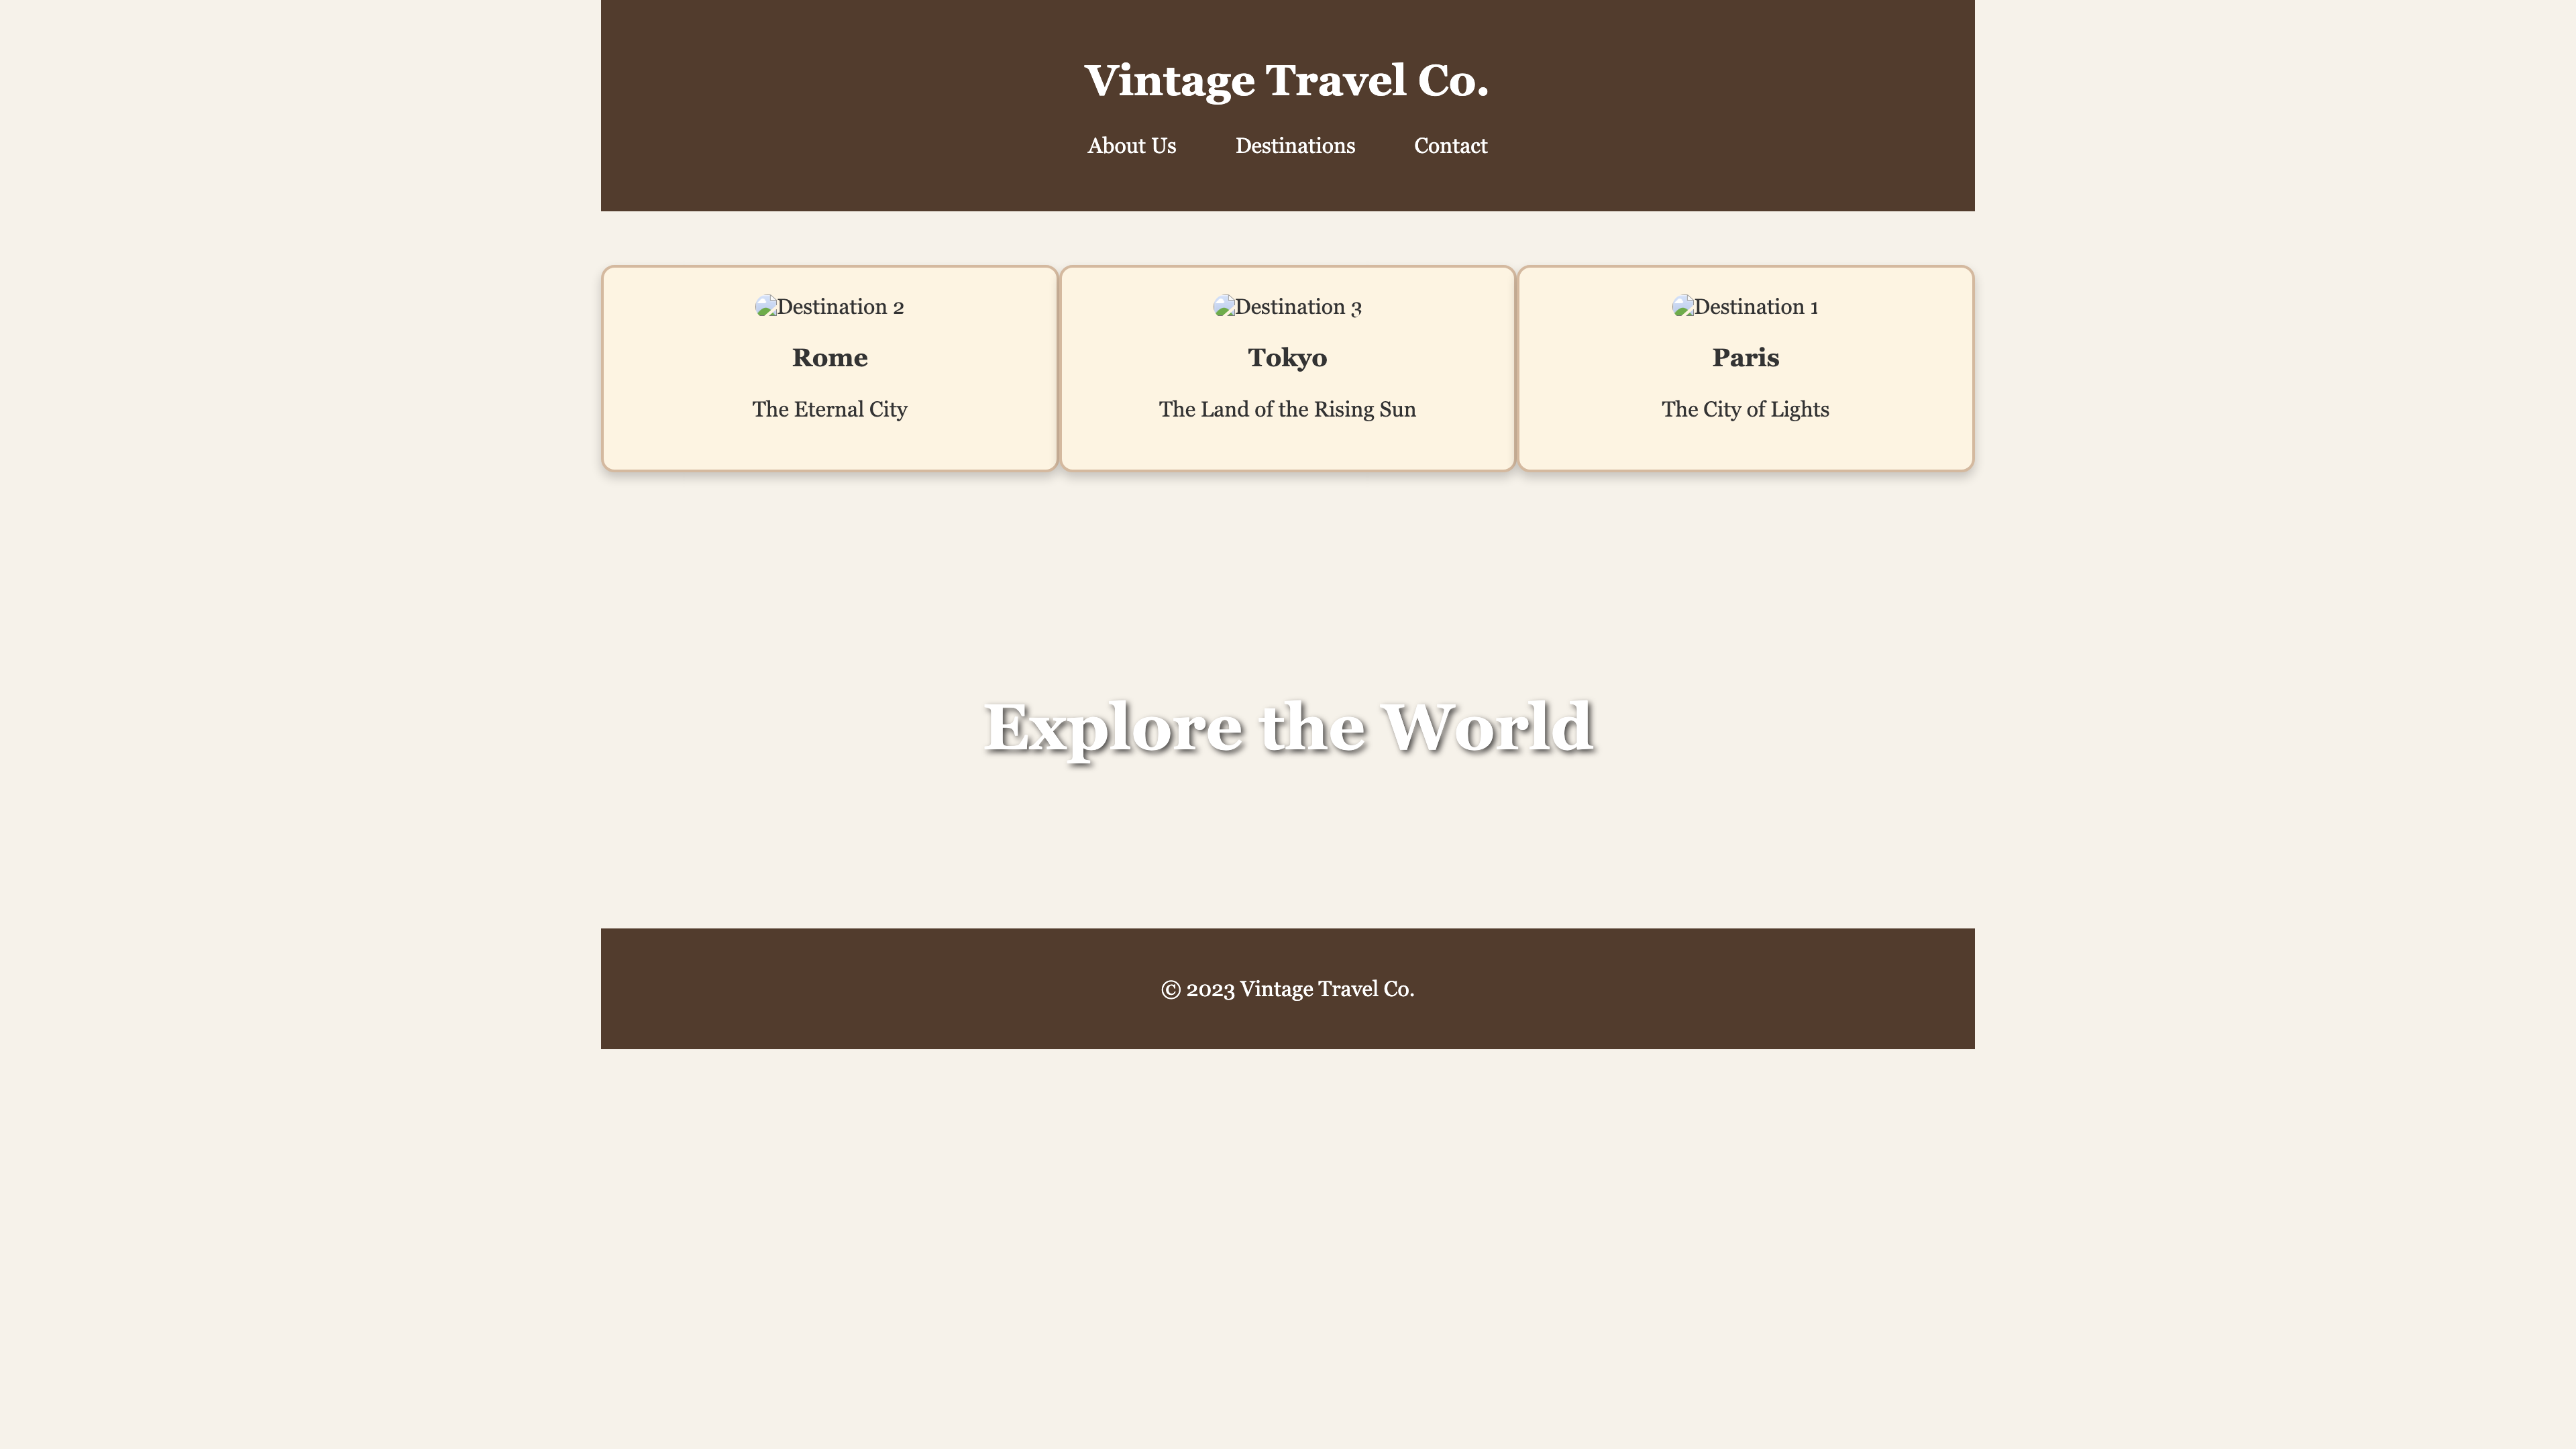 Vintage Travel Co.
About Us Destinations Contact
Destination 2
Rome
The Eternal City
Destination 3
Tokyo
The Land of the Rising Sun
Destination 1
Paris
The City of Lights
Explore the World
© 2023 Vintage Travel Co.